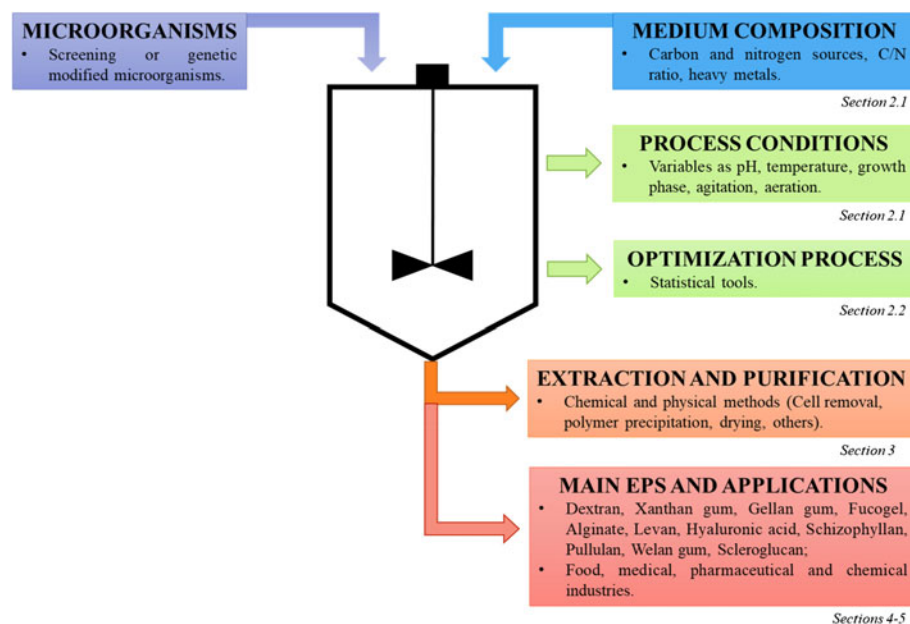 MICROORGANISMS
• Screening or genetic
modified microorganisms.
MEDIUM COMPOSITION
• Carbon and nitrogen sources, C/N
ratio, heavy metals.
Section 2.1
PROCESS CONDITIONS
• Variables as pH, temperature, growth
phase, agitation, aeration.
Section 2.1
OPTIMIZATION PROCESS
• Statistical tools.
Section 2.2
EXTRACTION AND PURIFICATION
• Chemical and physical methods (Cell removal,
polymer precipitation, drying, others).
Section 3
MAIN EPS AND APPLICATIONS
• Dextran, Xanthan gum, Gellan gum, Fucogel,
Alginate, Levan, Hyaluronic acid, Schizophyllan,
Pullulan, Welan gum, Scleroglucan;
• Food, medical, pharmaceutical and chemical
industries.
Sections 4-5